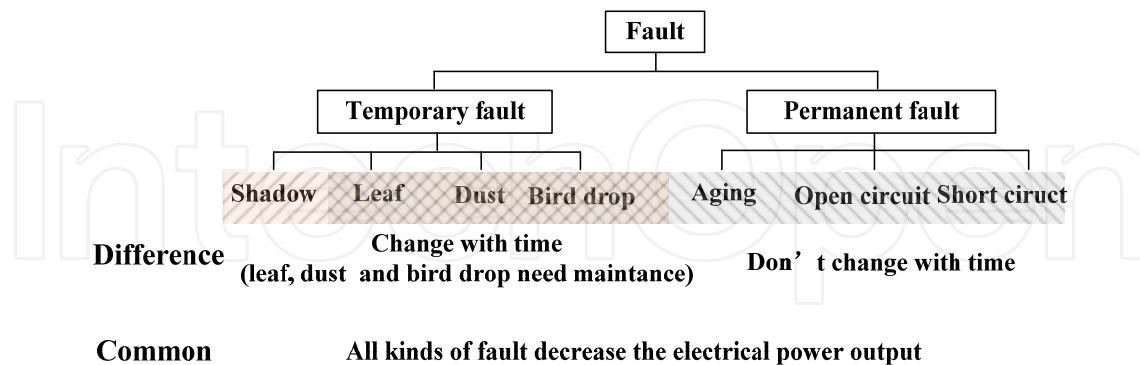 Fault
Temporary fault
Permanent fault
Shadow Leaf Dust Bird drop Aging Open circuit Short ciruct
Difference
Change with time
(leaf, dust and bird drop need maintance)
Don’t change with time
Common
All kinds of fault decrease the electrical power output
IntechOpen